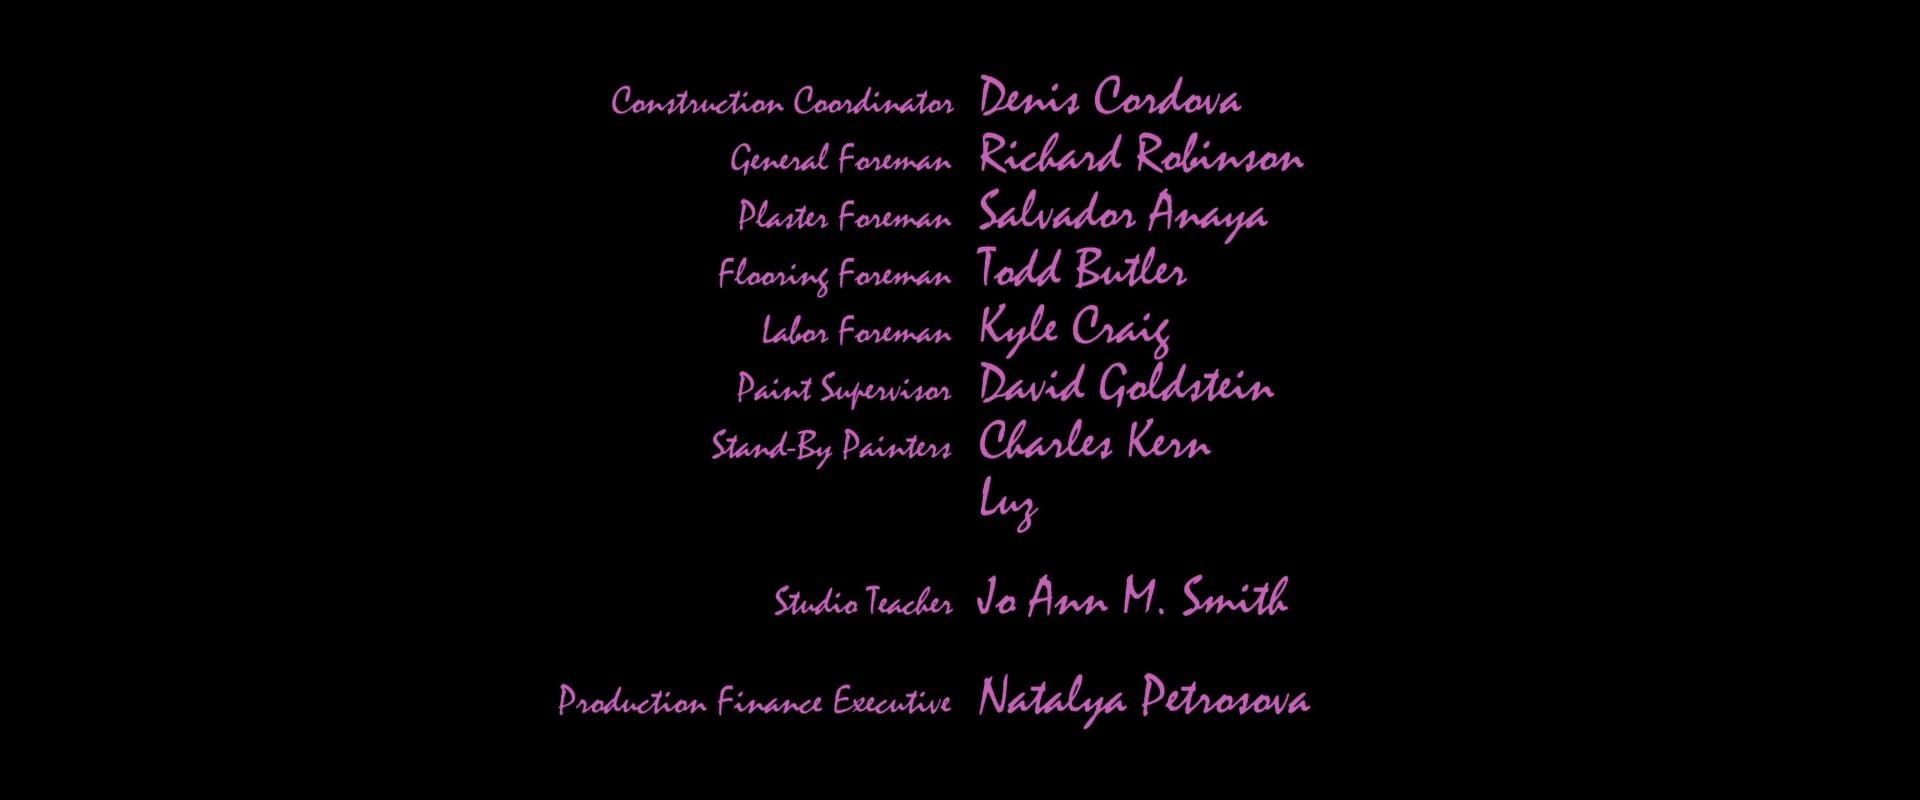 Construction Coordinator Denis Cordova
General Foreman Richard Robinson
Plaster Foreman Salvador Anaya
Flooring Foreman Todd Butler
Labor Foreman Kyle Craig
Paint Supervisor David Goldstein
Stand-By Painters Charles Kern
Luz
Studio Teacher Jo Ann M. Smith
Production Finance Executive Natalya Petrosova